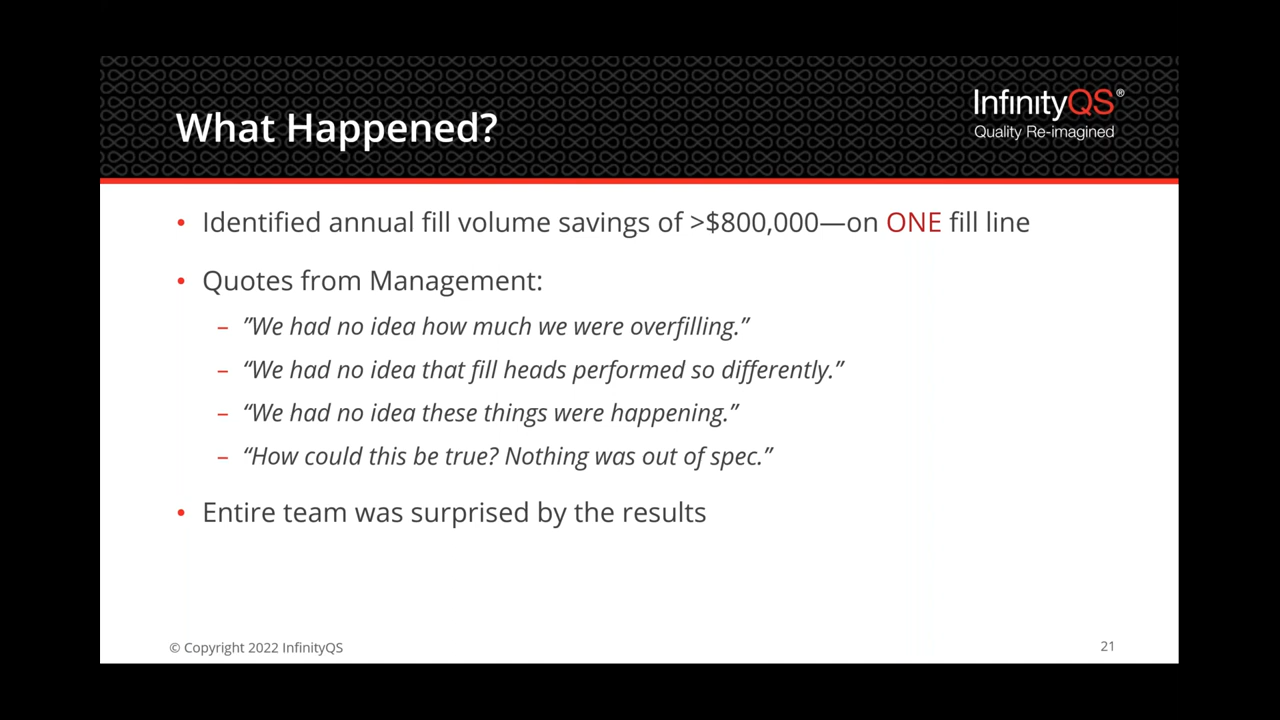 What Happened?
InfinityQS®
Quality Re-imagined
• Identified annual fill volume savings of >$800,000—on ONE fill line
• Quotes from Management:
– ”We had no idea how much we were overfilling.”
– “We had no idea that fill heads performed so differently.”
– “We had no idea these things were happening.”
– “How could this be true? Nothing was out of spec.”
• Entire team was surprised by the results
© Copyright 2022 InfinityQS
21